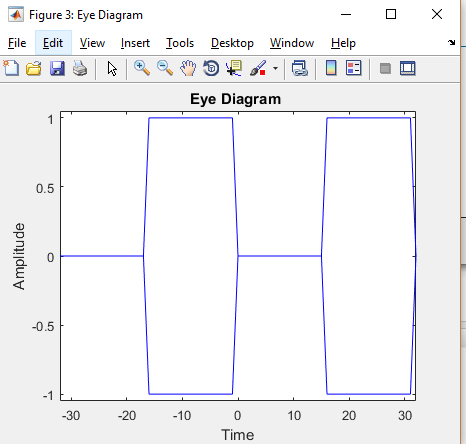 Figure 3: Eye Diagram
File Edit View Insert Tools Desktop Window Help
Eye Diagram
1
0.5
0
-0.5
-1
Amplitude
-30 -20 -10 0 10 20 30
Time